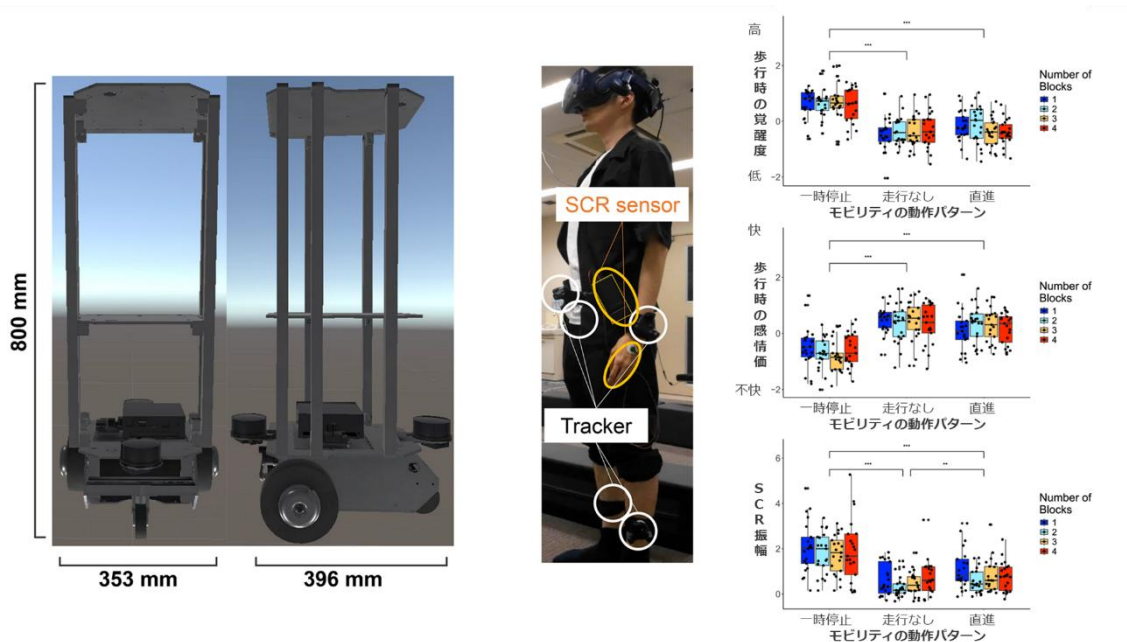 800 mm
353 mm
396 mm
SCR sensor
Tracker
高
歩行時の覚醒度
低
2
0
-2
***
***
一時停止
走行なし
直進
モビリティの動作パターン
Number of
Blocks
1
2
3
4
快
歩行時の感情価
不快
2
0
-2
***
***
一時停止
走行なし
直進
モビリティの動作パターン
Number of
Blocks
1
2
3
4
SCR振幅
6
4
2
0
***
***
**
一時停止
走行なし
直進
モビリティの動作パターン
Number of
Blocks
1
2
3
4